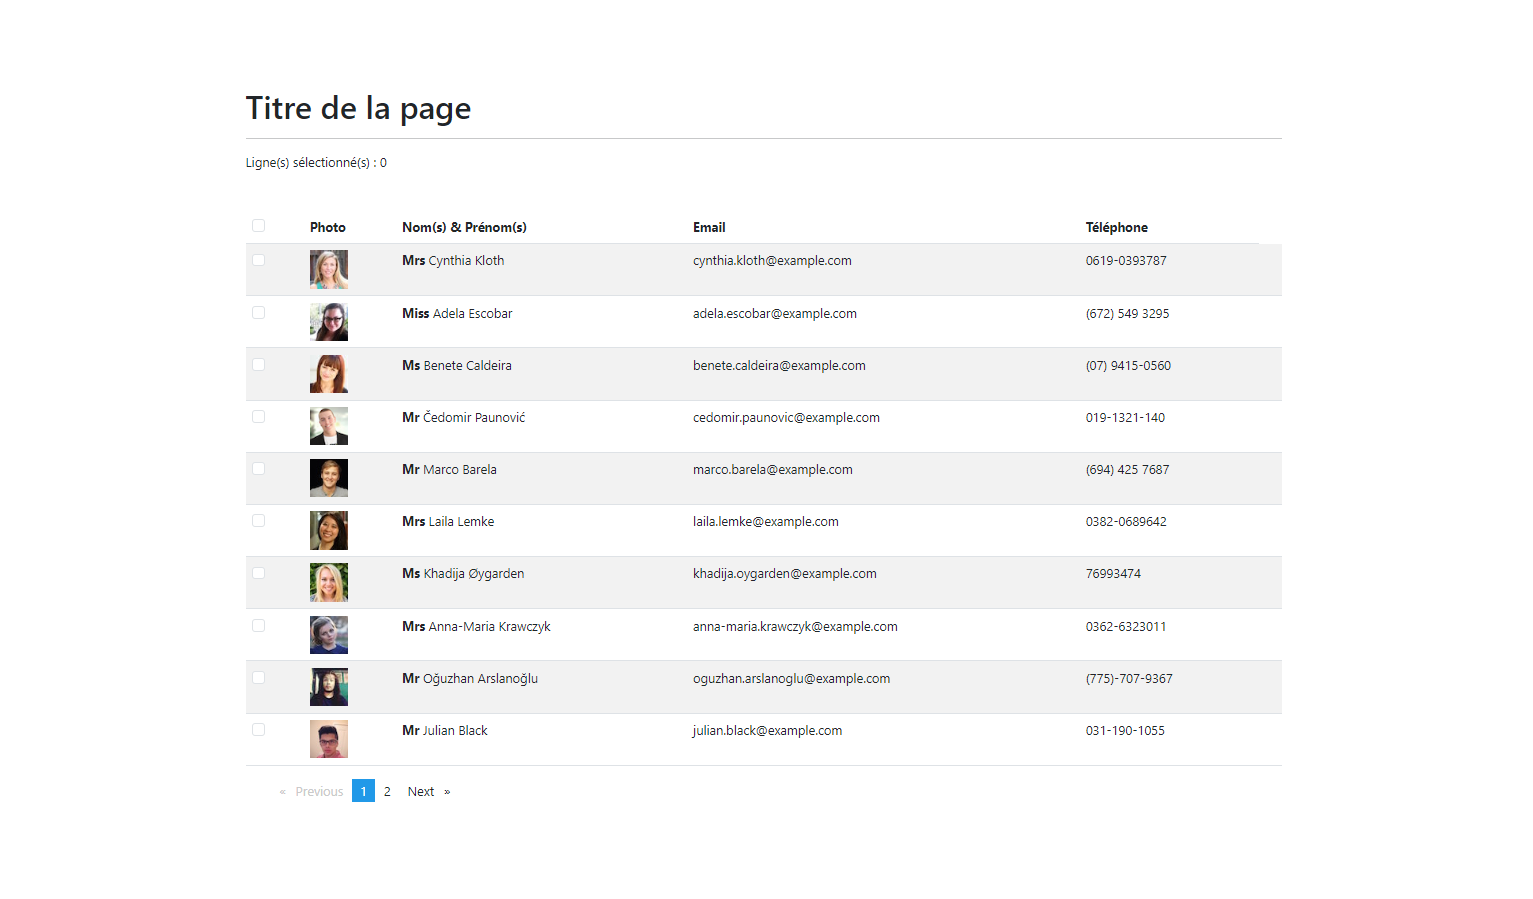 Titre de la page
Ligne(s) sélectionné(s) : 0
Photo Nom(s) & Prénom(s) Email Téléphone
Mrs Cynthia Kloth cynthia.kloth@example.com 0619-0393787
Miss Adela Escobar adela.escobar@example.com (672) 549 3295
Ms Benete Caldeira benete.caldeira@example.com (07) 9415-0560
Mr Čedomir Paunović cedomir.paunovic@example.com 019-1321-140
Mr Marco Barela marco.barela@example.com (694) 425 7687
Mrs Laila Lemke laila.lemke@example.com 0382-0689642
Ms Khadija Øygarden khadija.oygarden@example.com 76993474
Mrs Anna-Maria Krawczyk anna-maria.krawczyk@example.com 0362-6323011
Mr Oğuzhan Arslanoğlu oguzhan.arslanoglu@example.com (775)-707-9367
Mr Julian Black julian.black@example.com 031-190-1055
« Previous 1 2 Next »